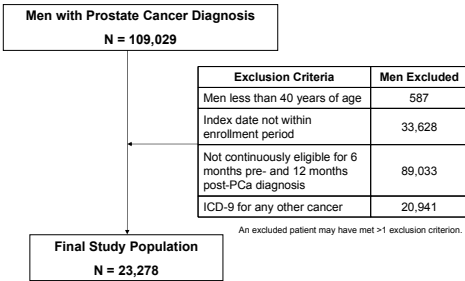 Men with Prostate Cancer Diagnosis
N = 109,029
Exclusion Criteria Men Excluded
Men less than 40 years of age 587
Index date not within
enrollment period 33,628
Not continuously eligible for 6
months pre- and 12 months 89,033
post-PCa diagnosis
ICD-9 for any other cancer 20,941
An excluded patient may have met >1 exclusion criterion.
Final Study Population
N = 23,278